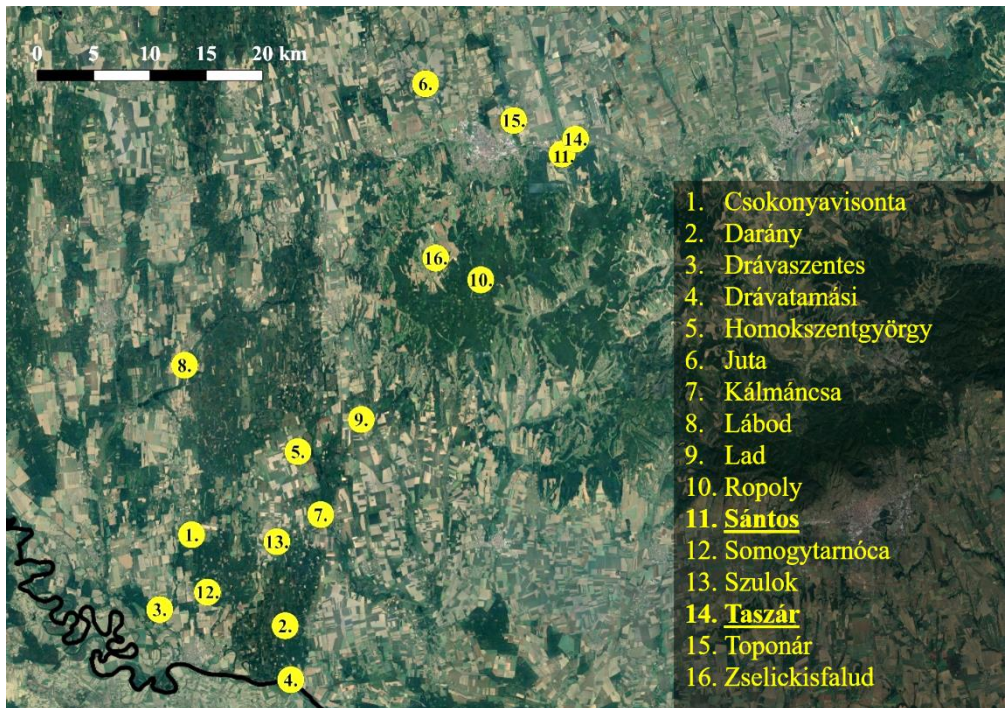 0 5 10 15 20 km
6.
15.
14.
11.
16.
10.
8.
9.
5.
7.
1.
13.
12.
3.
2.
4.
1. Csokonyavisonta
2. Darány
3. Drávaszentes
4. Drávatamási
5. Homokszentgyörgy
6. Juta
7. Kálmáncsa
8. Lábod
9. Lad
10. Ropoly
11. Sántos
12. Somogytarnóca
13. Szulok
14. Taszár
15. Toponár
16. Zselickisfalud